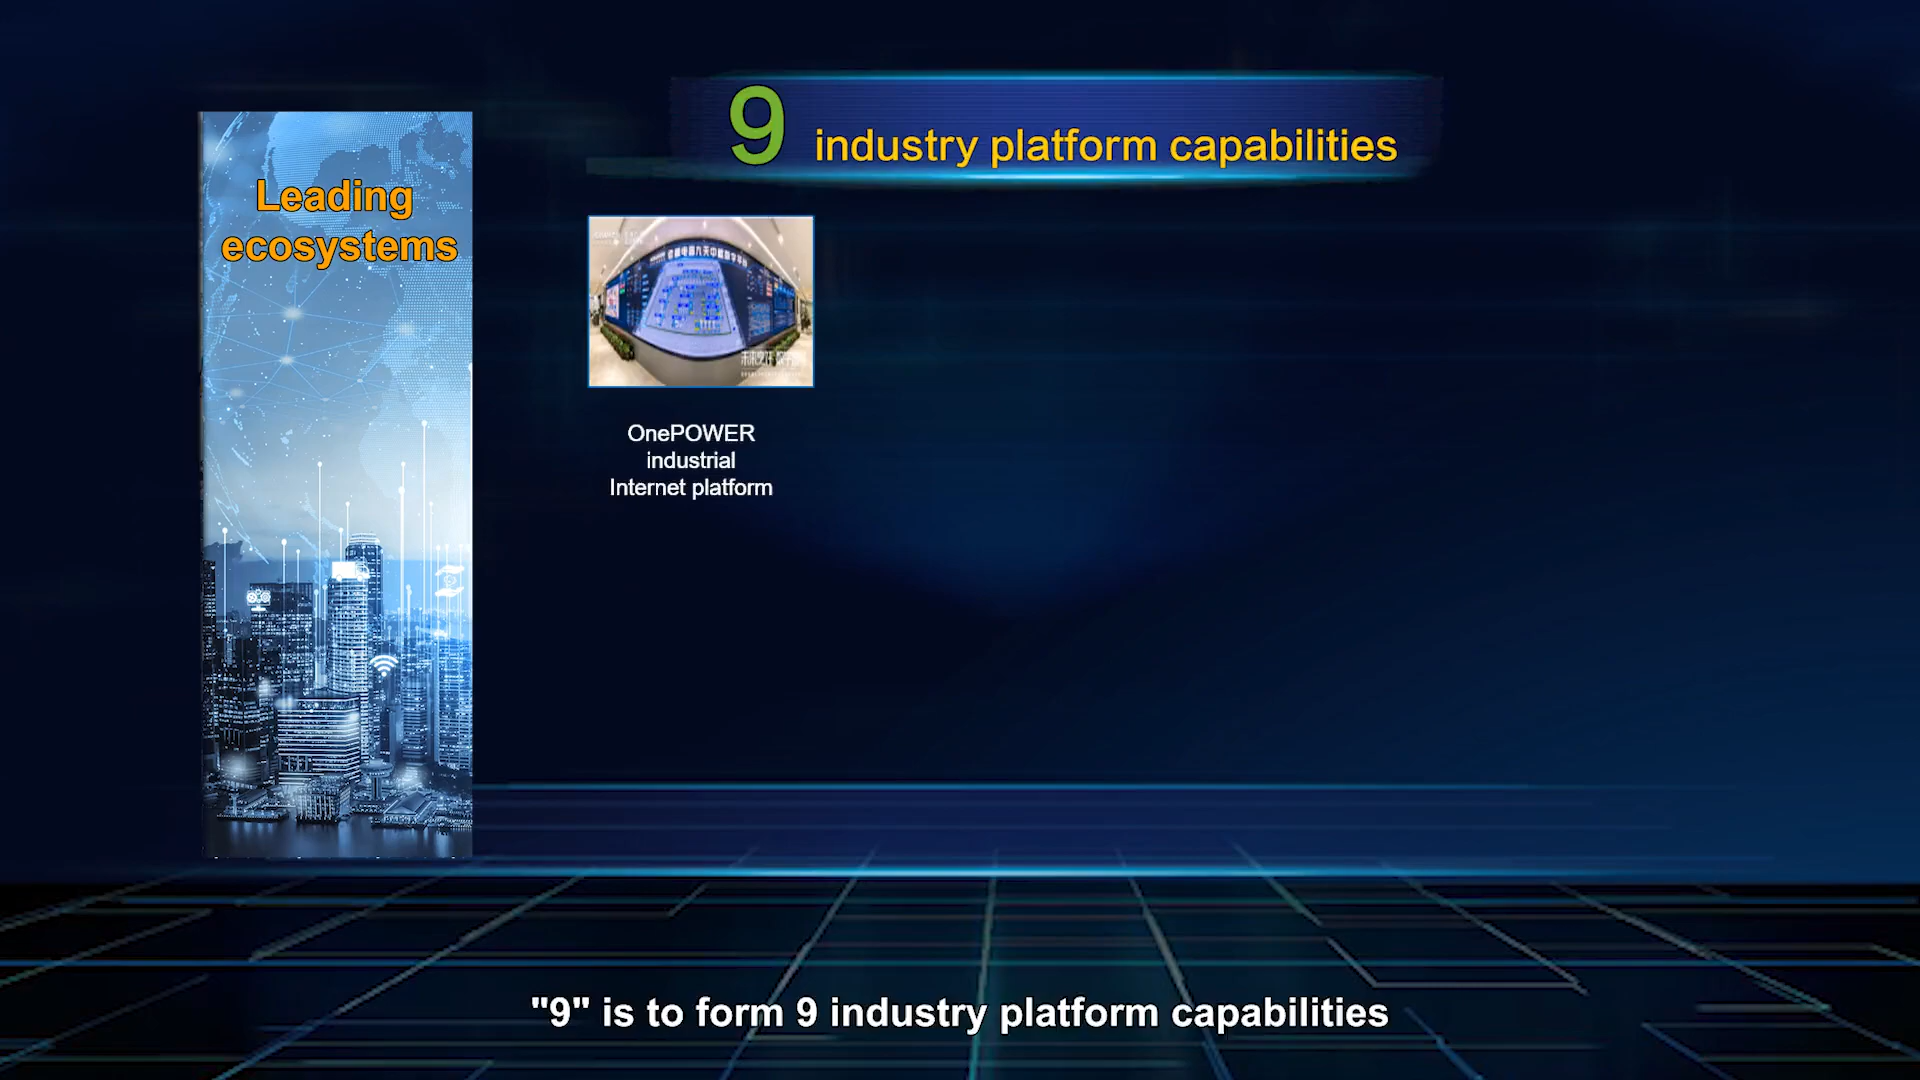 9 industry platform capabilities
Leading
ecosystems
OnePOWER
industrial
Internet platform
"9" is to form 9 industry platform capabilities